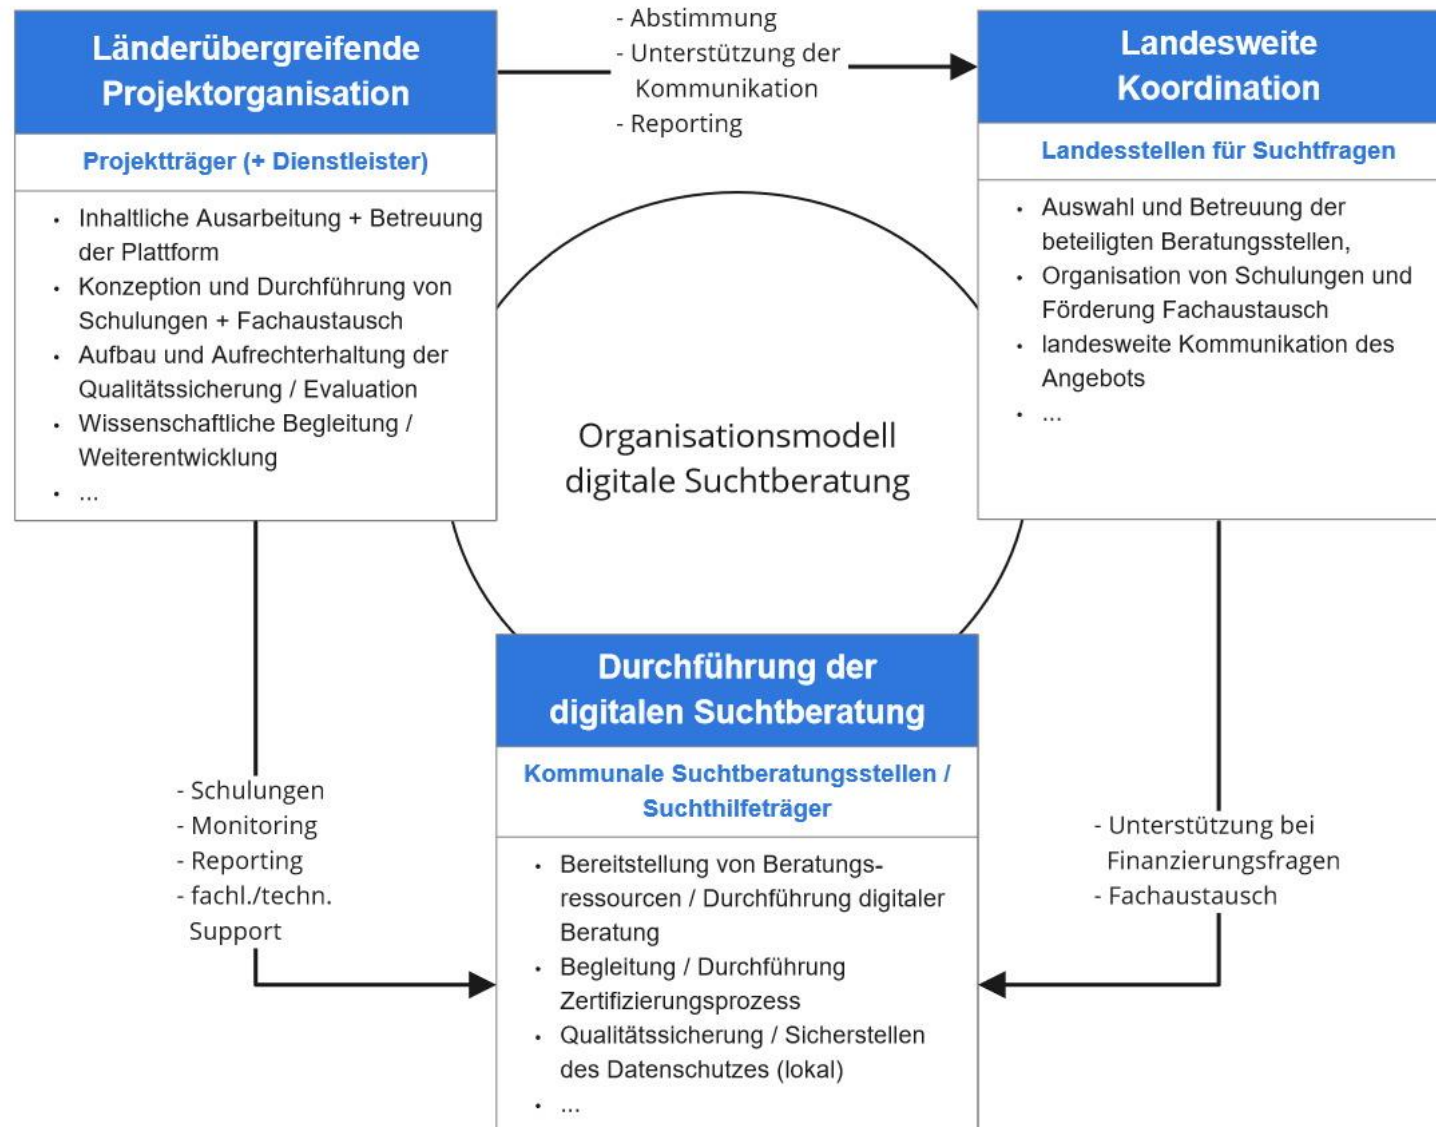 Länderübergreifende
Projektorganisation
Projektträger (+ Dienstleister)
• Inhaltliche Ausarbeitung + Betreuung
der Plattform
• Konzeption und Durchführung von
Schulungen + Fachaustausch
• Aufbau und Aufrechterhaltung der
Qualitätssicherung / Evaluation
• Wissenschaftliche Begleitung /
Weiterentwicklung
• ...
- Abstimmung
- Unterstützung der
Kommunikation
- Reporting
Landesweite
Koordination
Landesstellen für Suchtfragen
• Auswahl und Betreuung der
beteiligten Beratungsstellen,
• Organisation von Schulungen und
Förderung Fachaustausch
• landesweite Kommunikation des
Angebots
• ...
Organisationsmodell
digitale Suchtberatung
- Schulungen
- Monitoring
- Reporting
- fachl./techn.
Support
Durchführung der
digitalen Suchtberatung
Kommunale Suchtberatungsstellen /
Suchthilfeträger
• Bereitstellung von Beratungs-
ressourcen / Durchführung digitaler
Beratung
• Begleitung / Durchführung
Zertifizierungsprozess
• Qualitätssicherung / Sicherstellen
des Datenschutzes (lokal)
• ...
- Unterstützung bei
Finanzierungsfragen
- Fachaustausch